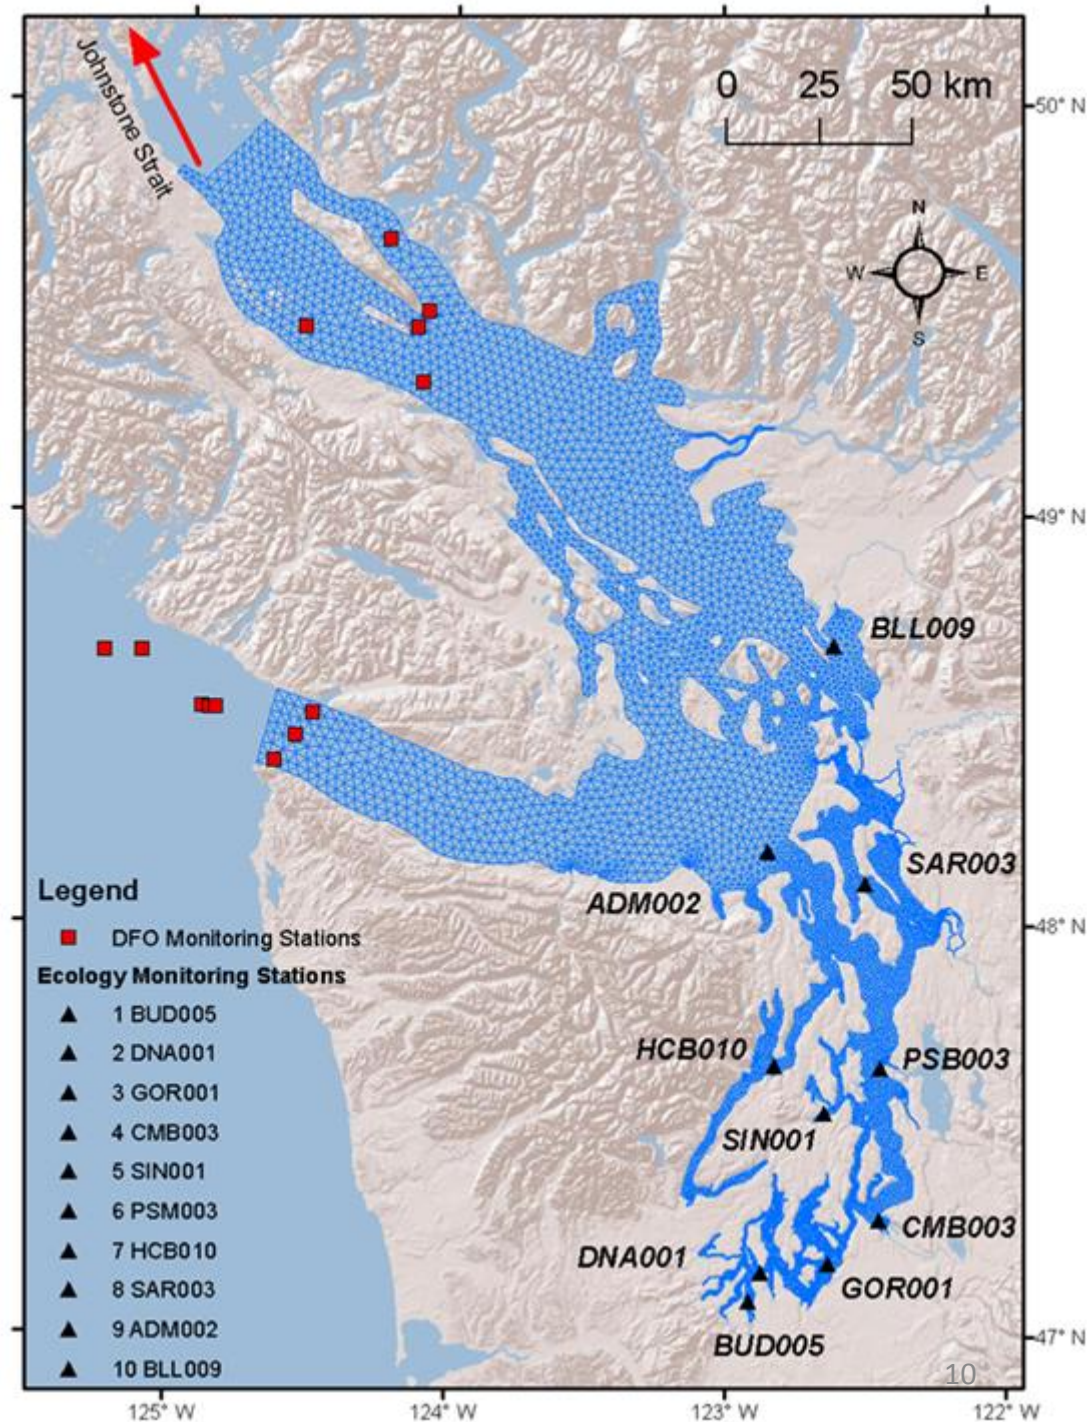 Johnstone Strait
0 25 50 km
50° N
N
W E
S
49° N
BLL009
SAR003
ADM002
48° N
HCB010
PSB003
SIN001
CMB003
DNA001
GOR001
BUD005
47° N
Legend
DFO Monitoring Stations
Ecology Monitoring Stations
1 BUD005
2 DNA001
3 GOR001
4 CMB003
5 SIN001
6 PSM003
7 HCB010
8 SAR003
9 ADM002
10 BLL009
10
125° W
124° W
123° W
122° W